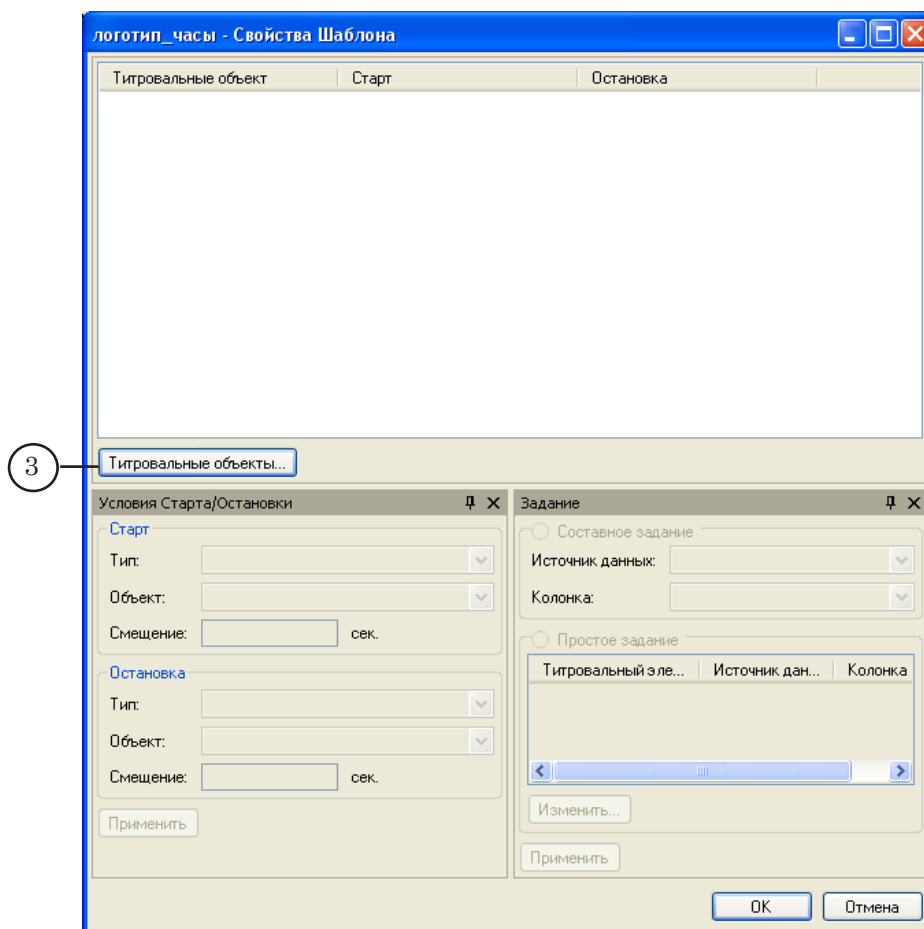 логотип_часы - Свойства Шаблона
Титровальные объект Старт Остановка
3
Титровальные объекты...
Условия Старта/Остановки
Старт
Тип:
Объект:
Смещение: сек.
Остановка
Тип:
Объект:
Смещение: сек.
Применить
Задание
Составное задание
Источник данных:
Колонка:
Простое задание
Титровальный эле... Источник дан... Колонка
Изменить...
Применить
OK Отмена